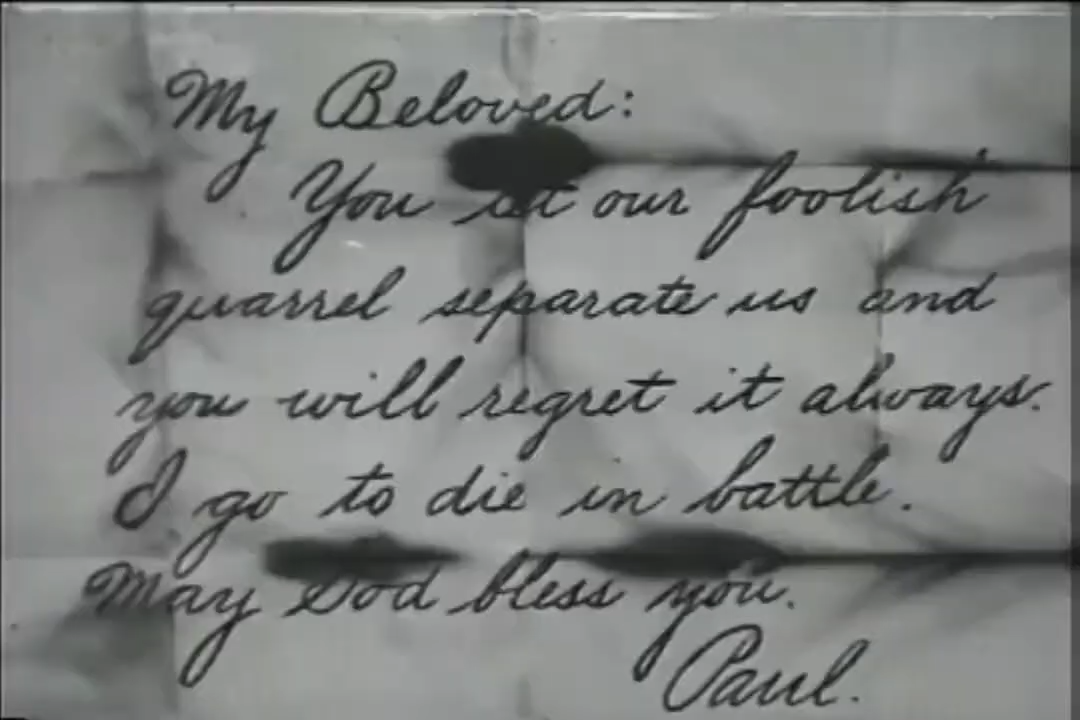 My Beloved:
You let our foolish
quarrel separate us and
you will regret it always.
I go to die in battle.
May God bless you.
Paul.